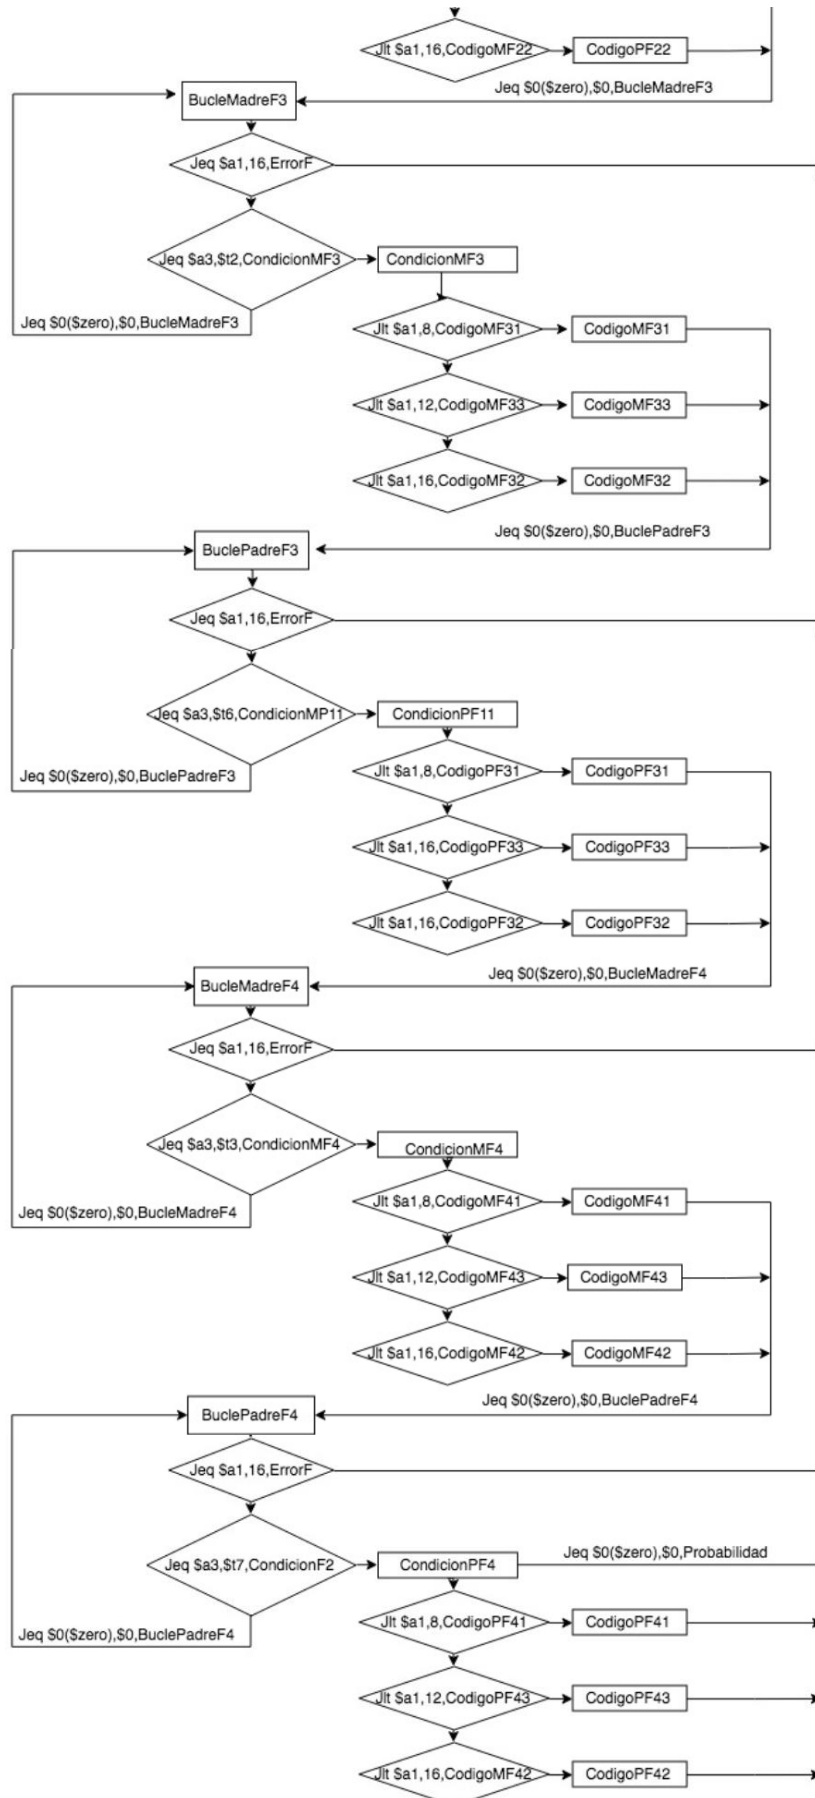 Jlt $a1,16,CodigoMF22
CodigoPF22
Jeq $0($zero),$0,BucleMadreF3
BucleMadreF3
Jeq $a1,16,ErrorF
Jeq $a3,$t2,CondicionMF3
CondicionMF3
Jeq $0($zero),$0,BucleMadreF3
Jlt $a1,8,CodigoMF31
CodigoMF31
Jlt $a1,12,CodigoMF33
CodigoMF33
Jlt $a1,16,CodigoMF32
CodigoMF32
Jeq $0($zero),$0,BuclePadreF3
BuclePadreF3
Jeq $a1,16,ErrorF
Jeq $a3,$t6,CondicionMP11
CondicionPF11
Jeq $0($zero),$0,BuclePadreF3
Jlt $a1,8,CodigoPF31
CodigoPF31
Jlt $a1,16,CodigoPF33
CodigoPF33
Jlt $a1,16,CodigoPF32
CodigoPF32
Jeq $0($zero),$0,BucleMadreF4
BucleMadreF4
Jeq $a1,16,ErrorF
Jeq $a3,$t3,CondicionMF4
CondicionMF4
Jeq $0($zero),$0,BucleMadreF4
Jlt $a1,8,CodigoMF41
CodigoMF41
Jlt $a1,12,CodigoMF43
CodigoMF43
Jlt $a1,16,CodigoMF42
CodigoMF42
Jeq $0($zero),$0,BuclePadreF4
BuclePadreF4
Jeq $a1,16,ErrorF
Jeq $a3,$t7,CondicionF2
CondicionPF4
Jeq $0($zero),$0,Probabilidad
Jeq $0($zero),$0,BuclePadreF4
Jlt $a1,8,CodigoPF41
CodigoPF41
Jlt $a1,12,CodigoPF43
CodigoPF43
Jlt $a1,16,CodigoMF42
CodigoPF42